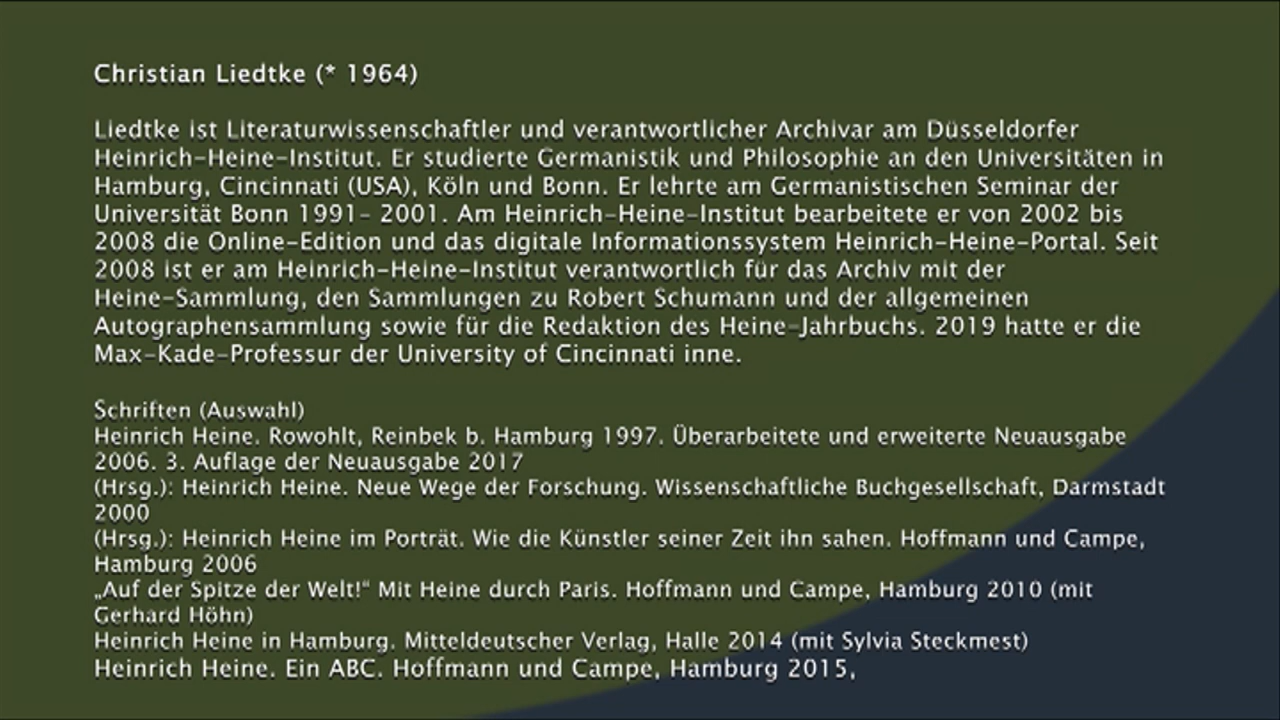 Christian Liedtke (* 1964)
Liedtke ist Literaturwissenschaftler und verantwortlicher Archivar am Düsseldorfer
Heinrich-Heine-Institut. Er studierte Germanistik und Philosophie an den Universitäten in
Hamburg, Cincinnati (USA), Köln und Bonn. Er lehrte am Germanistischen Seminar der
Universität Bonn 1991- 2001. Am Heinrich-Heine-Institut bearbeitete er von 2002 bis
2008 die Online-Edition und das digitale Informationssystem Heinrich-Heine-Portal. Seit
2008 ist er am Heinrich-Heine-Institut verantwortlich für das Archiv mit der
Heine-Sammlung, den Sammlungen zu Robert Schumann und der allgemeinen
Autographensammlung sowie für die Redaktion des Heine-Jahrbuchs. 2019 hatte er die
Max-Kade-Professur der University of Cincinnati inne.
Schriften (Auswahl)
Heinrich Heine. Rowohlt, Reinbek b. Hamburg 1997. Überarbeitete und erweiterte Neuausgabe
2006. 3. Auflage der Neuausgabe 2017
(Hrsg.): Heinrich Heine. Neue Wege der Forschung. Wissenschaftliche Buchgesellschaft, Darmstadt
2000
(Hrsg.): Heinrich Heine im Porträt. Wie die Künstler seiner Zeit ihn sahen. Hoffmann und Campe,
Hamburg 2006
„Auf der Spitze der Welt!“ Mit Heine durch Paris. Hoffmann und Campe, Hamburg 2010 (mit
Gerhard Höhn)
Heinrich Heine in Hamburg. Mitteldeutscher Verlag, Halle 2014 (mit Sylvia Steckmest)
Heinrich Heine. Ein ABC. Hoffmann und Campe, Hamburg 2015,